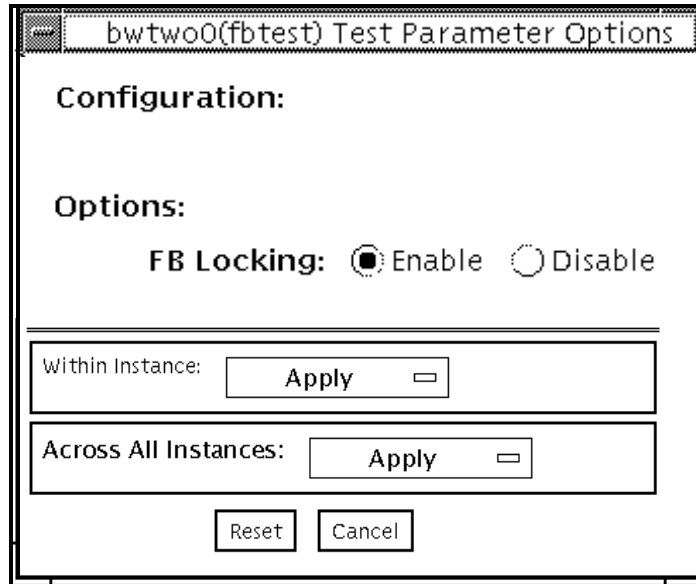 bwtwo0(fbtest) Test Parameter Options
Configuration:
Options:
FB Locking: Enable Disable
Within Instance: Apply
Across All Instances: Apply
Reset Cancel